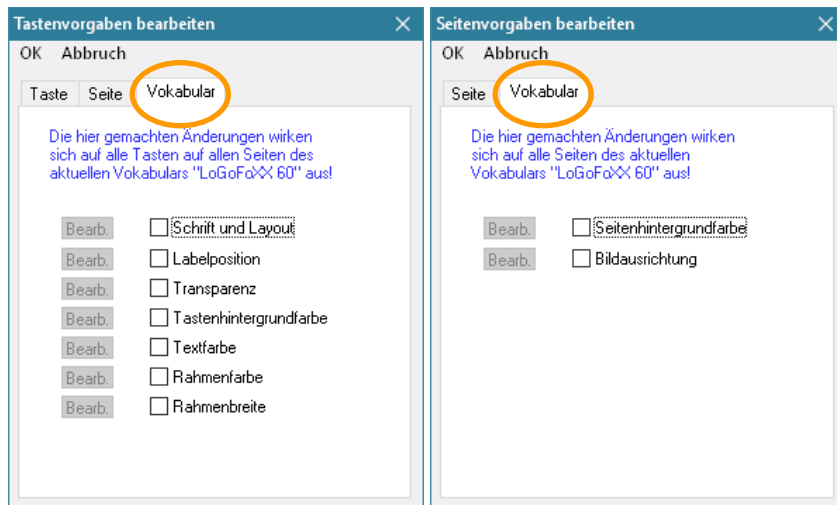 Tastenvorgaben bearbeiten
OK Abbruch
Taste Seite Vokabular
Die hier gemachten Änderungen wirken
sich auf alle Tasten auf allen Seiten des
aktuellen Vokabulars "LoGoFoXX 60" aus!
Bearb. Schrift und Layout
Bearb. Labelposition
Bearb. Transparenz
Bearb. Tastenhintergrundfarbe
Bearb. Textfarbe
Bearb. Rahmenfarbe
Bearb. Rahmenbreite
Seitenvorgaben bearbeiten
OK Abbruch
Seite Vokabular
Die hier gemachten Änderungen wirken
sich auf alle Seiten des aktuellen
Vokabulars "LoGoFoXX 60" aus!
Bearb. Seitenhintergrundfarbe
Bearb. Bildausrichtung